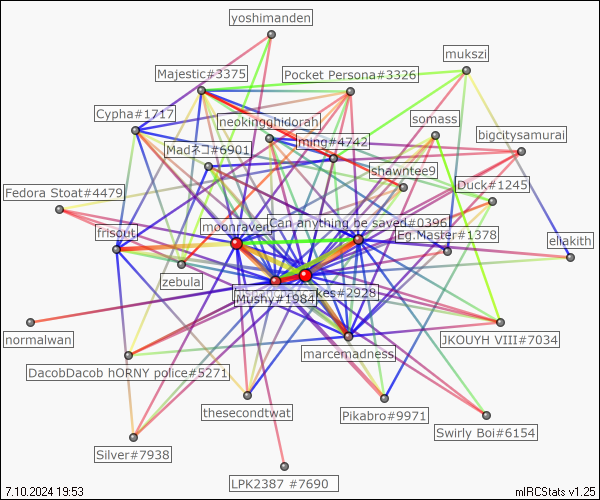 yoshimanden
mukszi
Majestic#3375
Pocket Persona#3326
Cypha#1717
neokingghidorah
somass
ming#4742
bigcitysamurai
Madネコ#6901
shawntee9
Fedora Stoat#4479
Duck#1245
moonraven
Can anything be saved#0396
frisout
Eg.Master#1378
eliakith
zebula
kes#2928
Mushy#1984
normalwan
JKOUYH VIII#7034
marcemadness
DacobDacob hORNY police#5271
thesecondtwat
Pikabro#9971
Swirly Boi#6154
Silver#7938
LPK2387 #7690
7.10.2024 19:53
mIRCStats v1.25